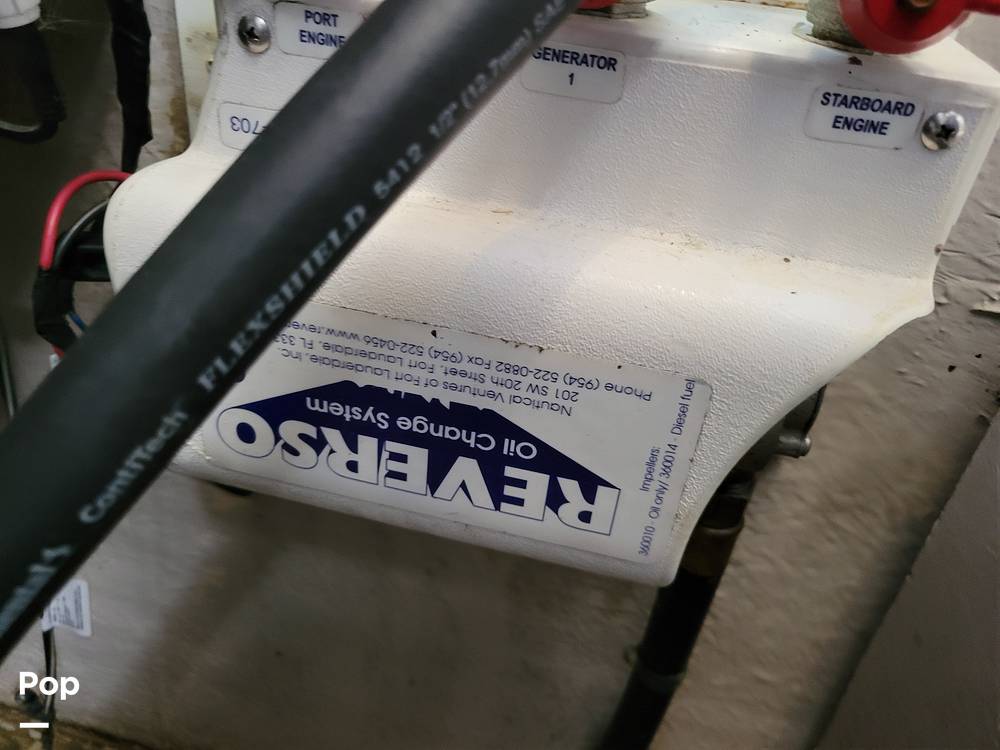 PORT
ENGINE
GENERATOR
1
STARBOARD
ENGINE
703
ContiTech FLEXSHIELD 5412 1/2" (12.7mm) SAE
REVERSO
Oil Change System
Nautical Ventures of Fort Lauderdale, Inc.
201 SW 20th Street, Fort Lauderdale, FL 33
Phone (954) 522-0882 Fax (954) 522-0456 www.rever
Impellers:
360010 - Oil only/ 360014 - Diesel fuel
Pop